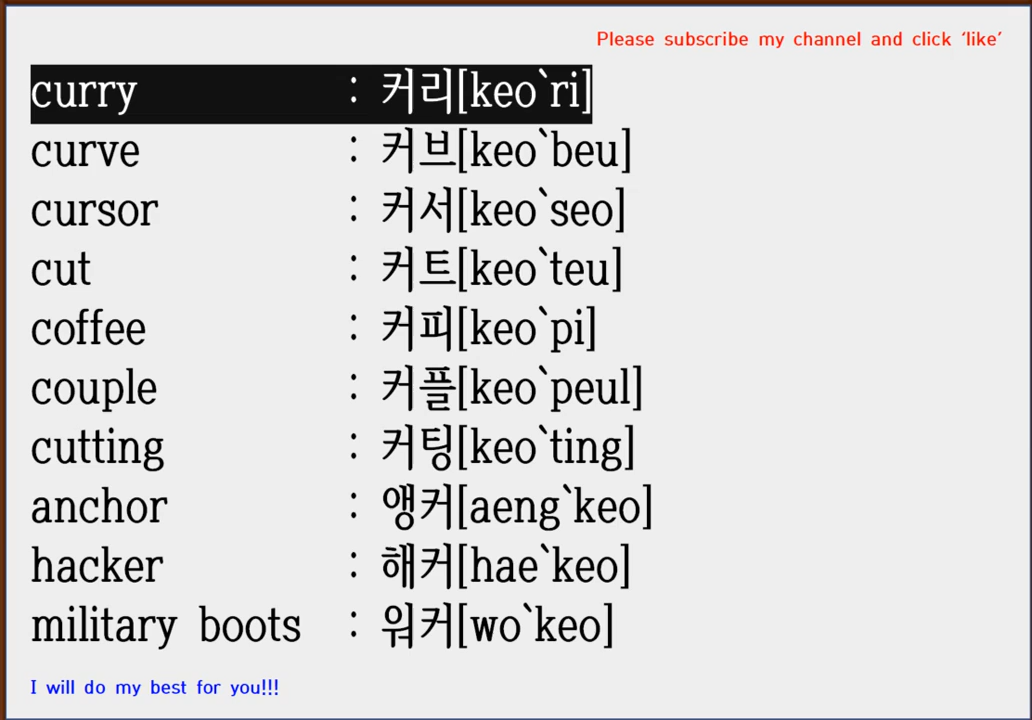 Please subscribe my channel and click ‘like’
curry : 커리[keo`ri]
curve : 커브[keo`beu]
cursor : 커서[keo`seo]
cut : 커트[keo`teu]
coffee : 커피[keo`pi]
couple : 커플[keo`peul]
cutting : 커팅[keo`ting]
anchor : 앵커[aeng`keo]
hacker : 해커[hae`keo]
military boots : 워커[wo`keo]
I will do my best for you!!!